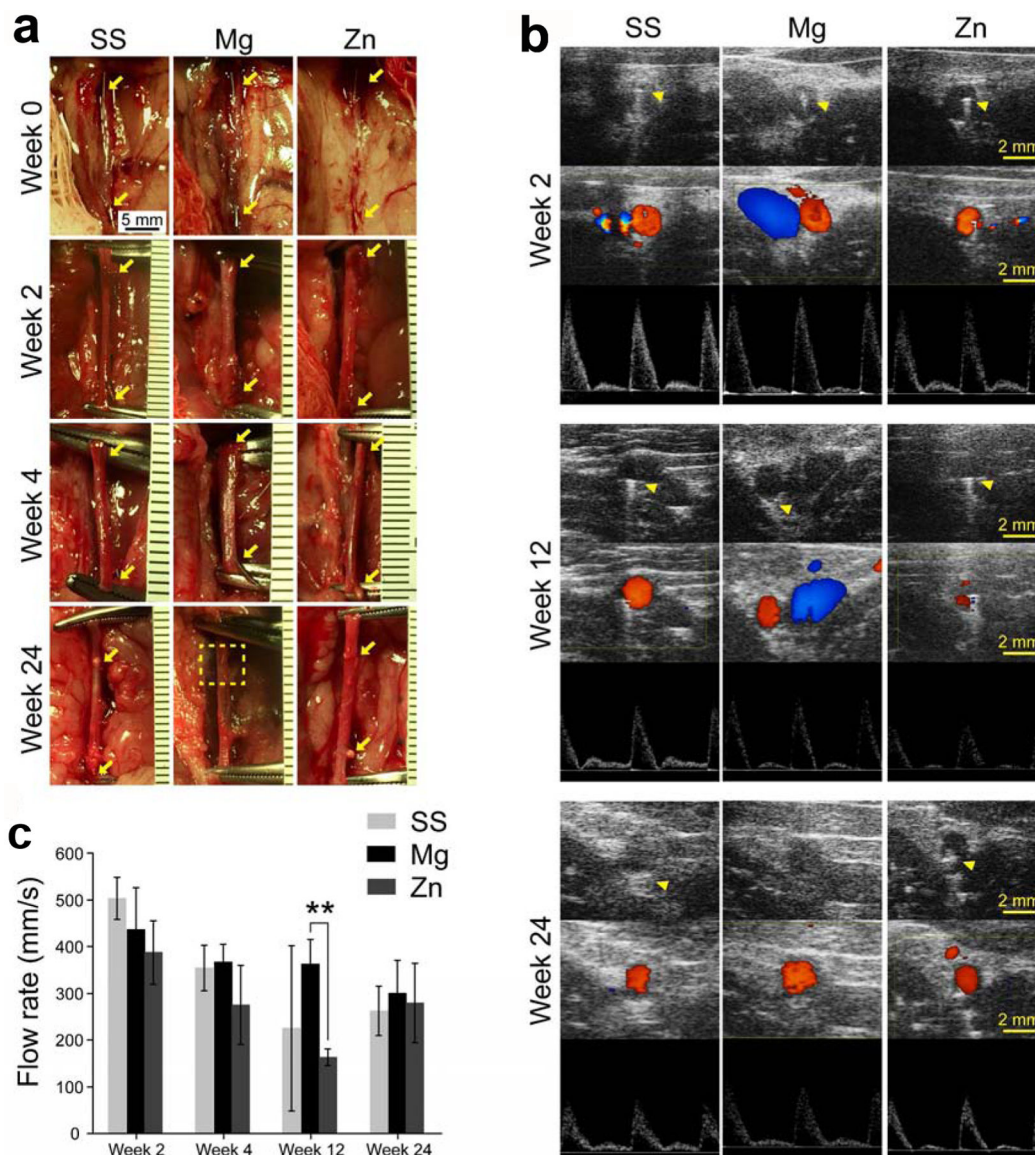 a
SS Mg Zn
Week 0
5 mm
Week 2
Week 4
Week 24
b
SS Mg Zn
Week 2
2 mm
2 mm
Week 12
2 mm
2 mm
Week 24
2 mm
2 mm
c
SS
Mg
Zn
Flow rate (mm/s)
600
500
400
300
200
100
0
**
Week 2 Week 4 Week 12 Week 24